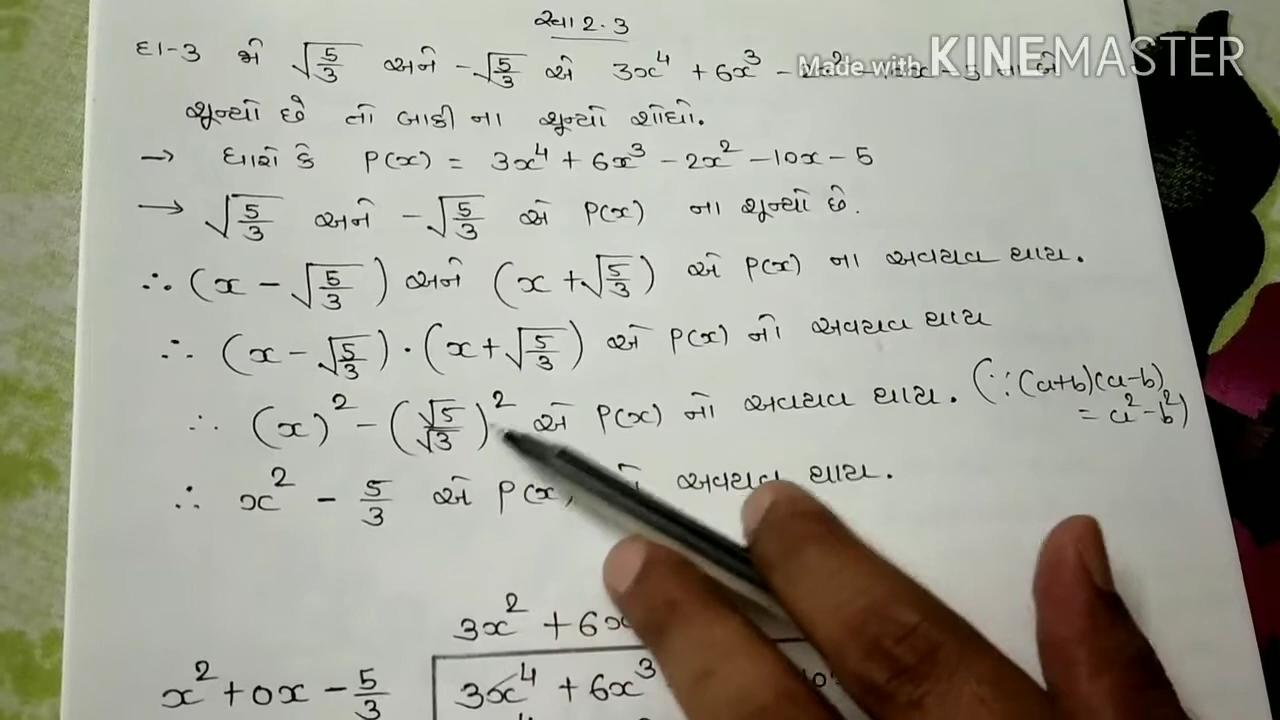 સ્વા 2.3
દા-3 જો √5/3 અને -√5/3 એ 3x⁴ + 6x³ - 2x²
Made with KINEMASTER
શૂન્યો છે તો બાકી ના શૂન્યો શોધો.
→ ધારો કે P(x) = 3x⁴ + 6x³ - 2x² - 10x - 5
→ √5/3 અને -√5/3 એ P(x) ના શૂન્યો છે.
∴ (x - √5/3) અને (x + √5/3) એ P(x) ના અવયવ થાય.
∴ (x - √5/3) · (x + √5/3) એ P(x) નો અવયવ થાય
∴ (x)² - (√5/√3)² એ P(x) નો અવયવ થાય. (∵ (a+b)(a-b) = a² - b²)
∴ x² - 5/3 એ P(x) અવયવ થાય.
3x² + 6x
x² + 0x - 5/3 3x⁴ + 6x³